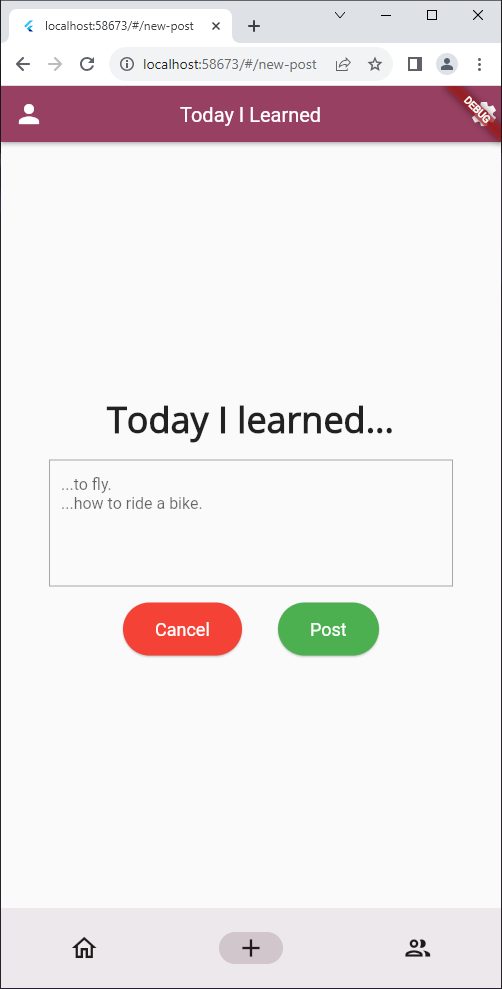 localhost:58673/#/new-post
localhost:58673/#/new-post
Today I Learned
DEBUG
Today I learned...
...to fly.
...how to ride a bike.
Cancel
Post